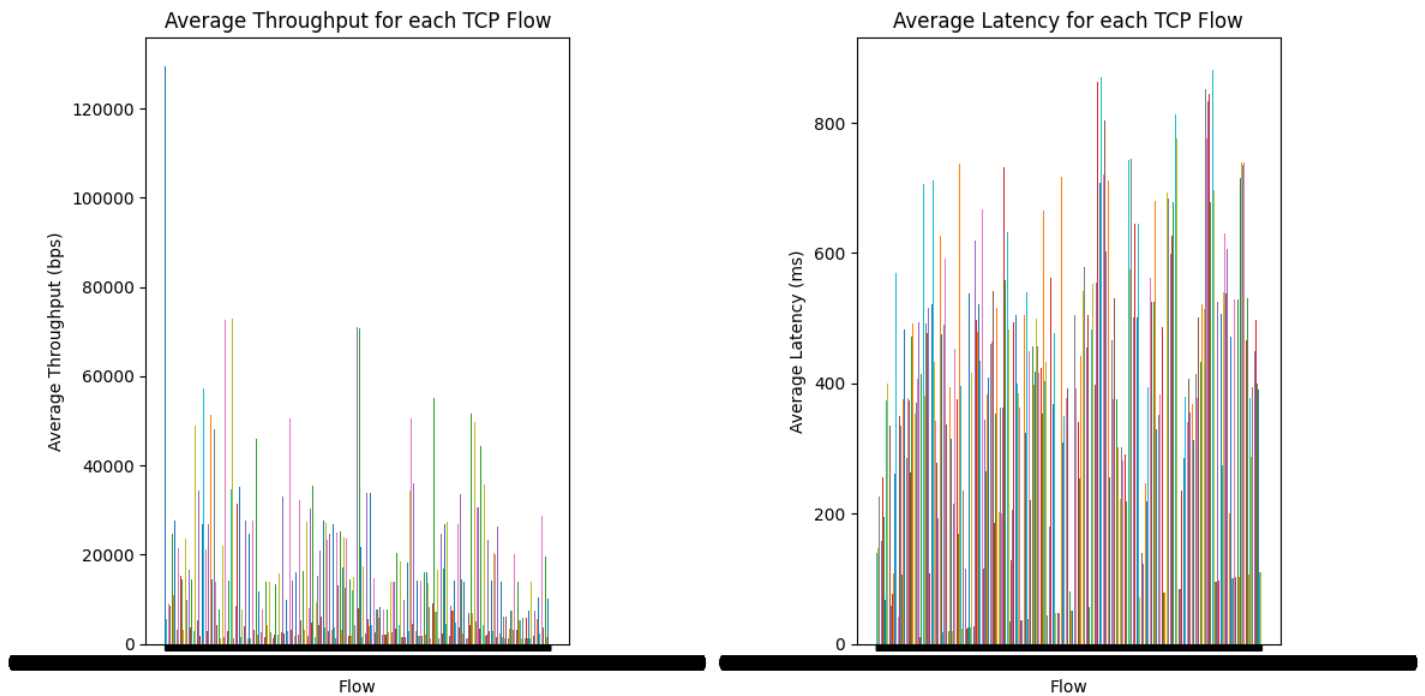 Average Throughput for each TCP Flow
Average Throughput (bps)
120000
100000
80000
60000
40000
20000
0
Flow
Average Latency for each TCP Flow
Average Latency (ms)
800
600
400
200
0
Flow